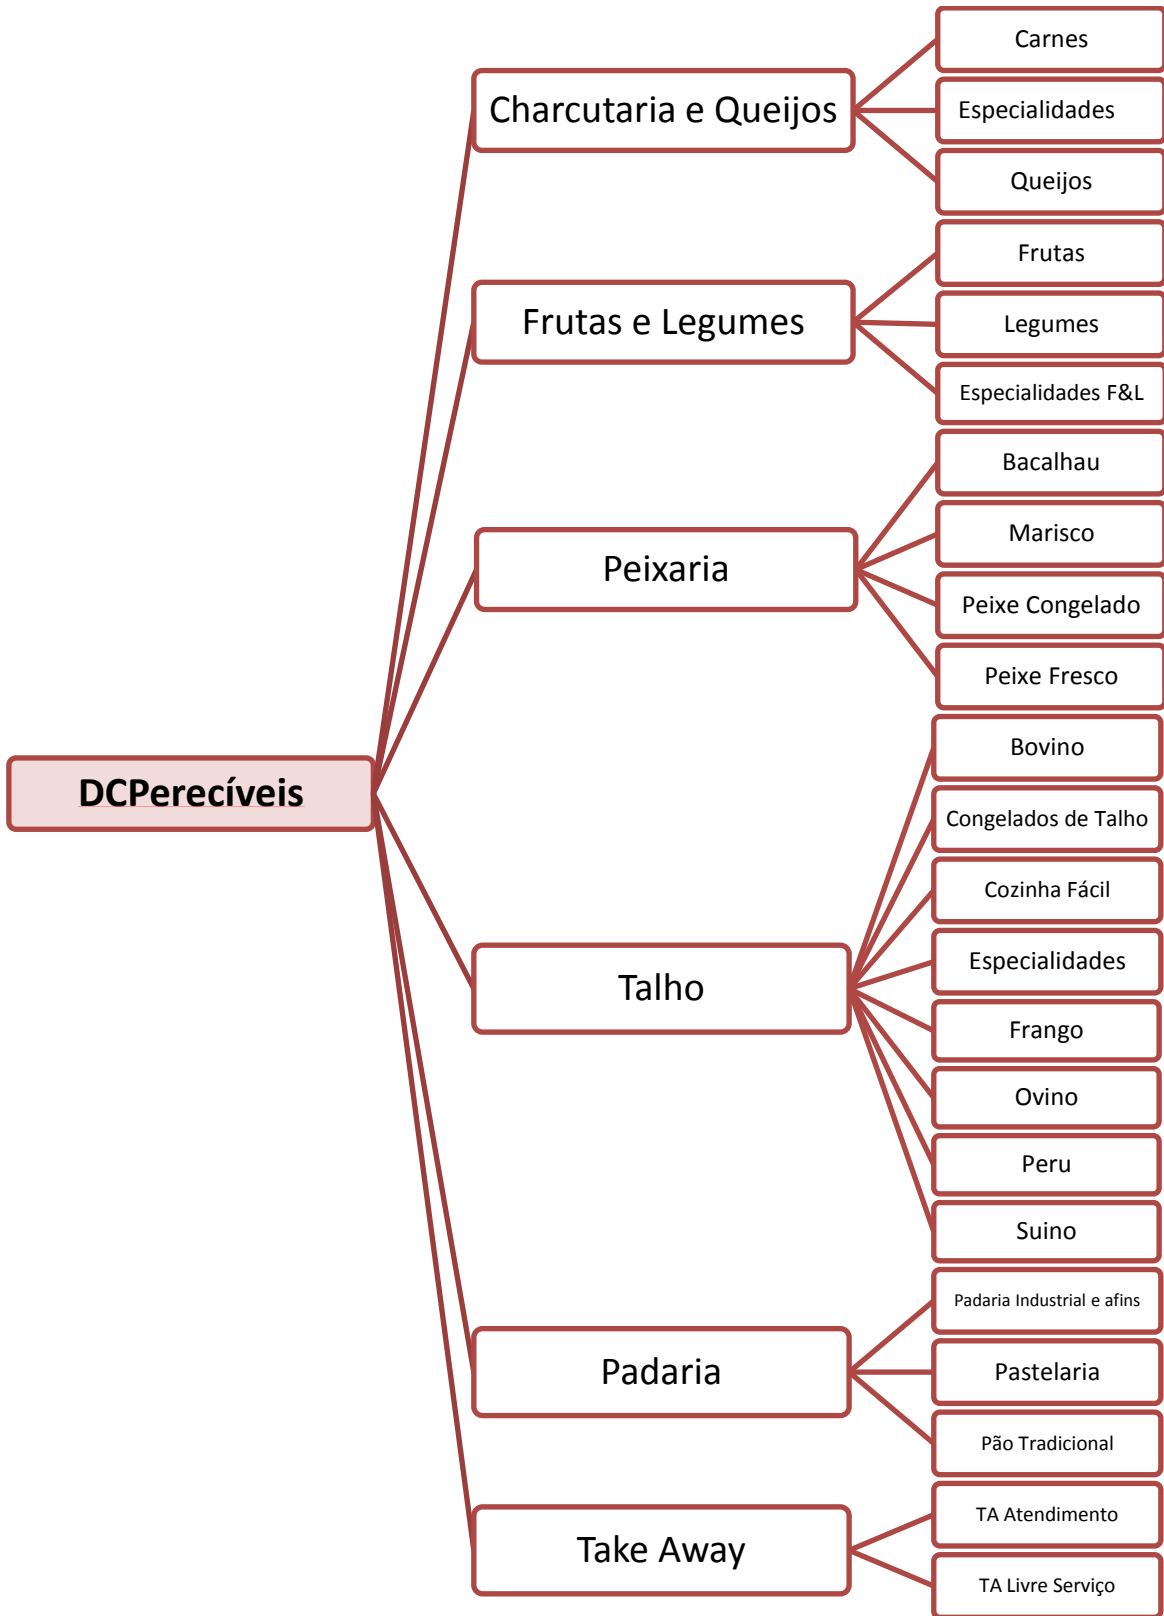 DCPerecíveis
Charcutaria e Queijos
Carnes
Especialidades
Queijos
Frutas e Legumes
Frutas
Legumes
Especialidades F&L
Peixaria
Bacalhau
Marisco
Peixe Congelado
Peixe Fresco
Talho
Bovino
Congelados de Talho
Cozinha Fácil
Especialidades
Frango
Ovino
Peru
Suino
Padaria
Padaria Industrial e afins
Pastelaria
Pão Tradicional
Take Away
TA Atendimento
TA Livre Serviço